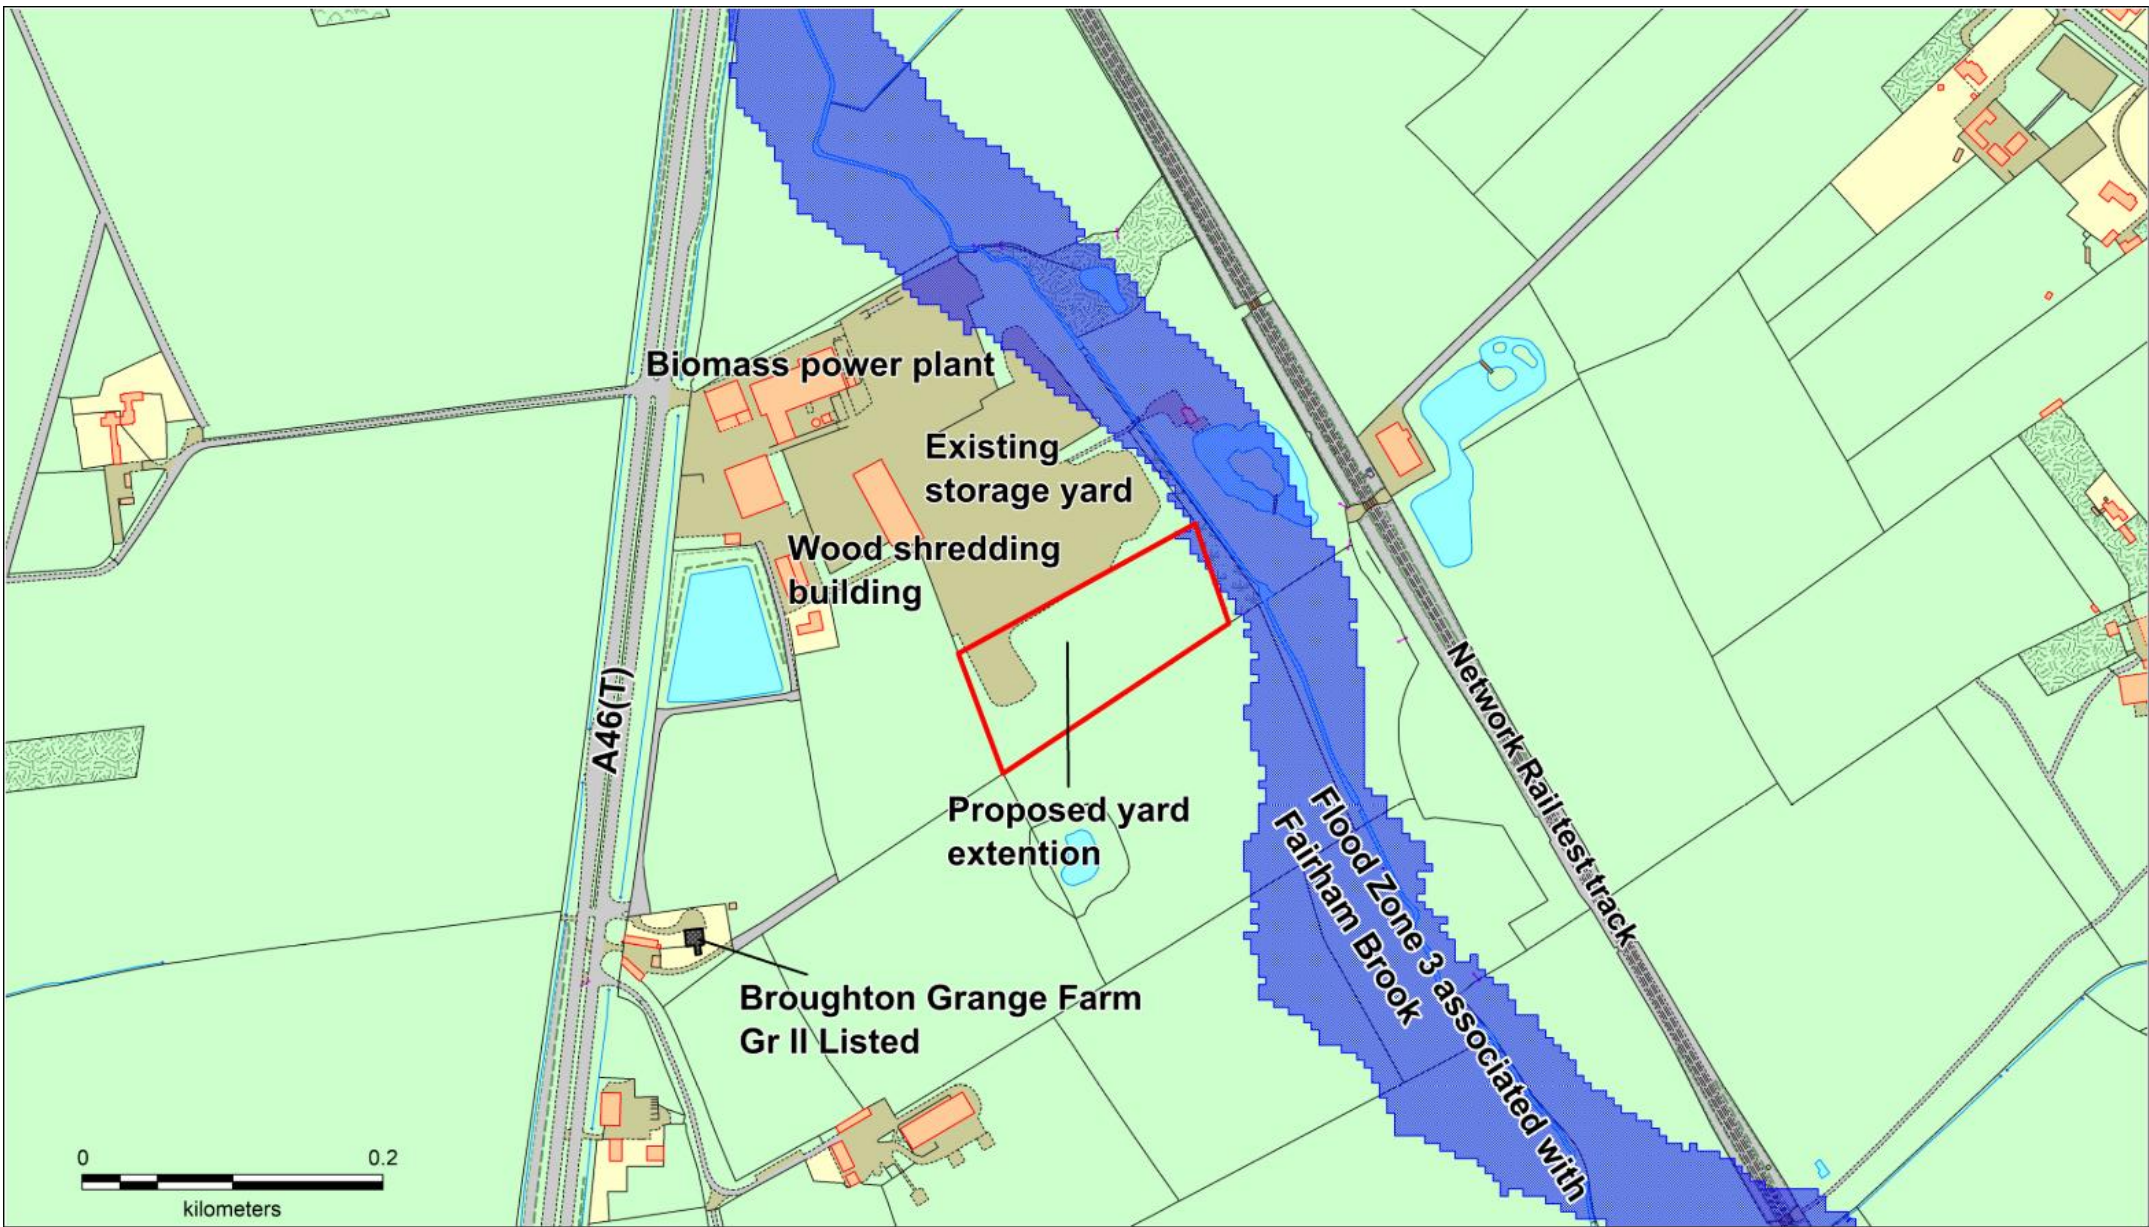 Biomass power plant
Existing
storage yard
Wood shredding
building
A46(T)
Network Rail test track
Proposed yard
extention
Flood Zone 3 associated with
Fairham Brook
Broughton Grange Farm
Gr II Listed
0 0.2
kilometers